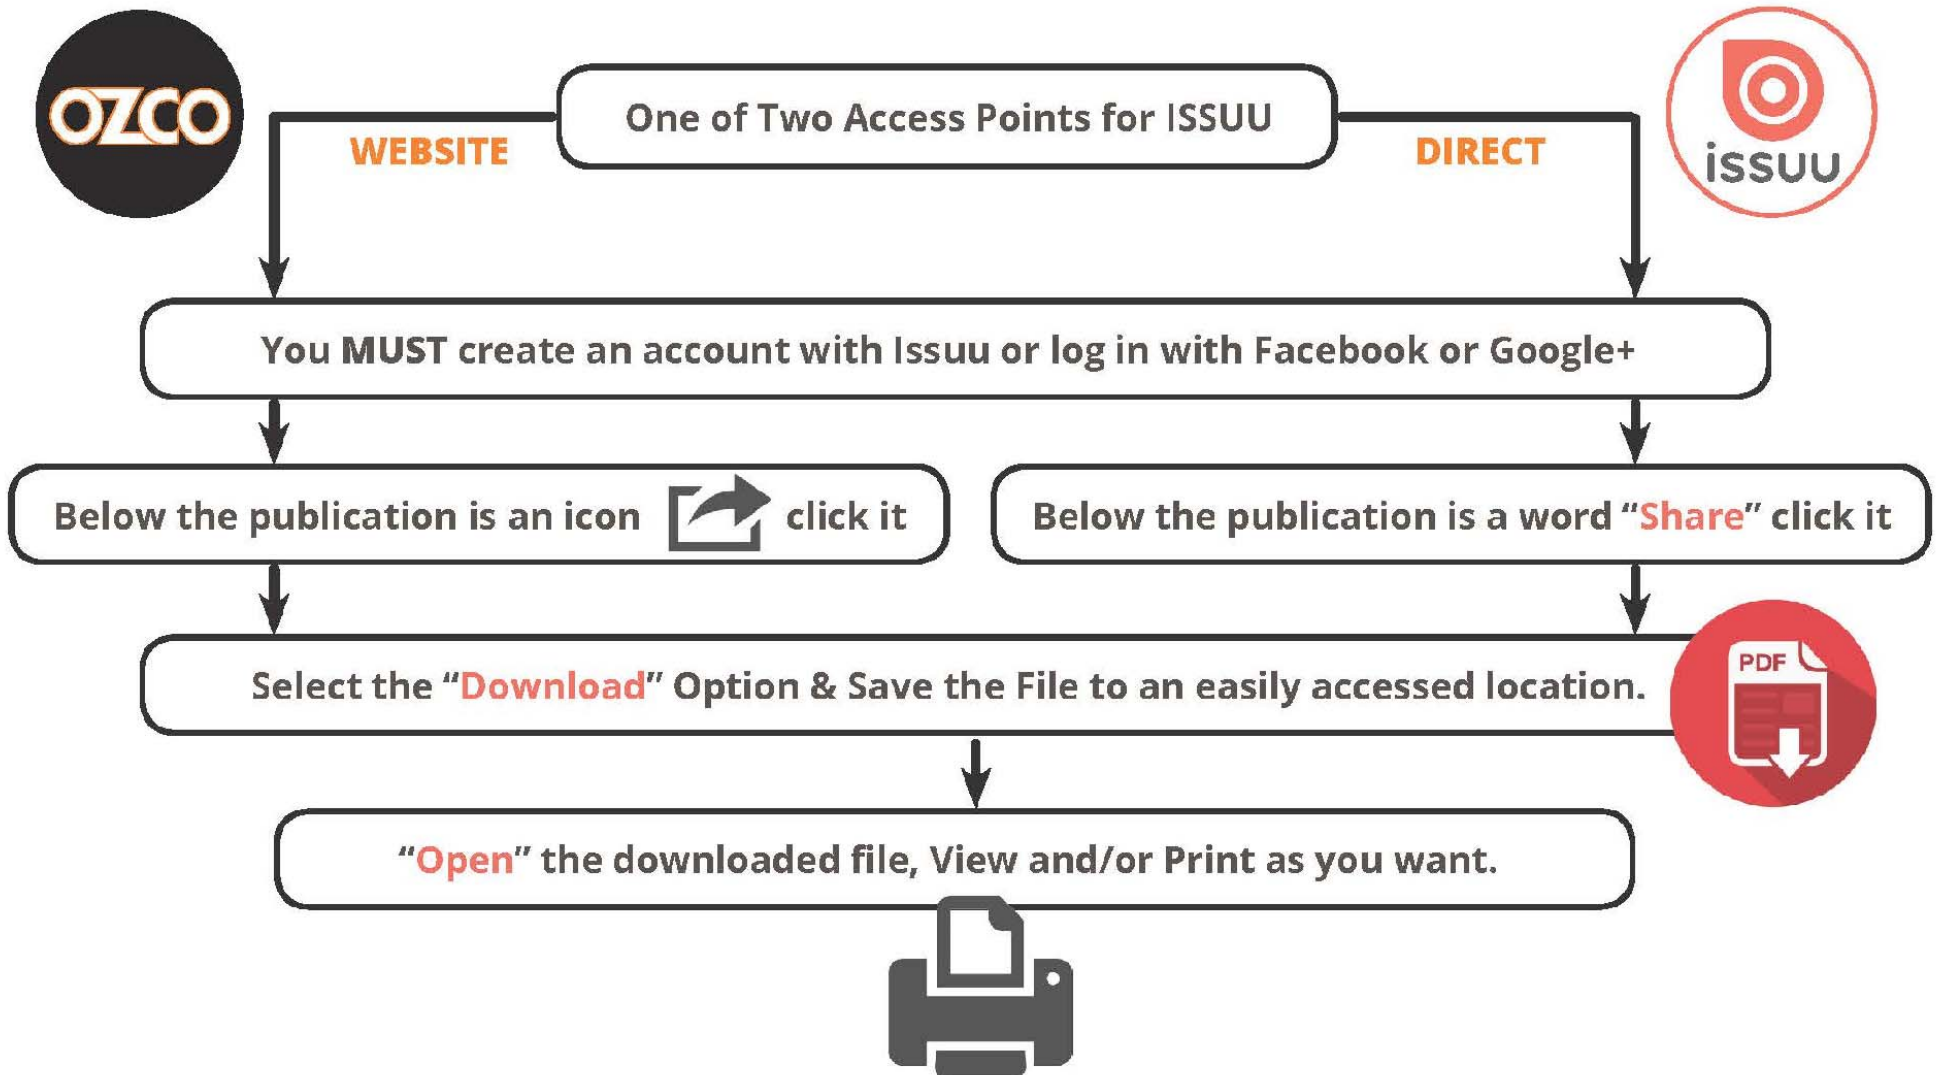 OZCO
One of Two Access Points for ISSUU
WEBSITE
DIRECT
issuu
You MUST create an account with Issuu or log in with Facebook or Google+
Below the publication is an icon click it
Below the publication is a word “Share” click it
Select the “Download” Option & Save the File to an easily accessed location.
PDF
“Open” the downloaded file, View and/or Print as you want.